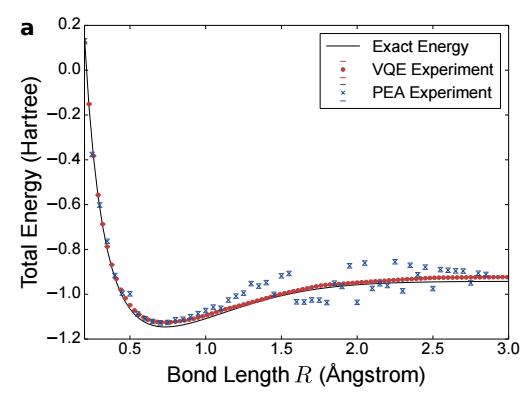 a
0.2
0.0
−0.2
−0.4
−0.6
−0.8
−1.0
−1.2
Total Energy (Hartree)
Exact Energy
VQE Experiment
PEA Experiment
0.5 1.0 1.5 2.0 2.5 3.0
Bond Length R (Ångstrom)